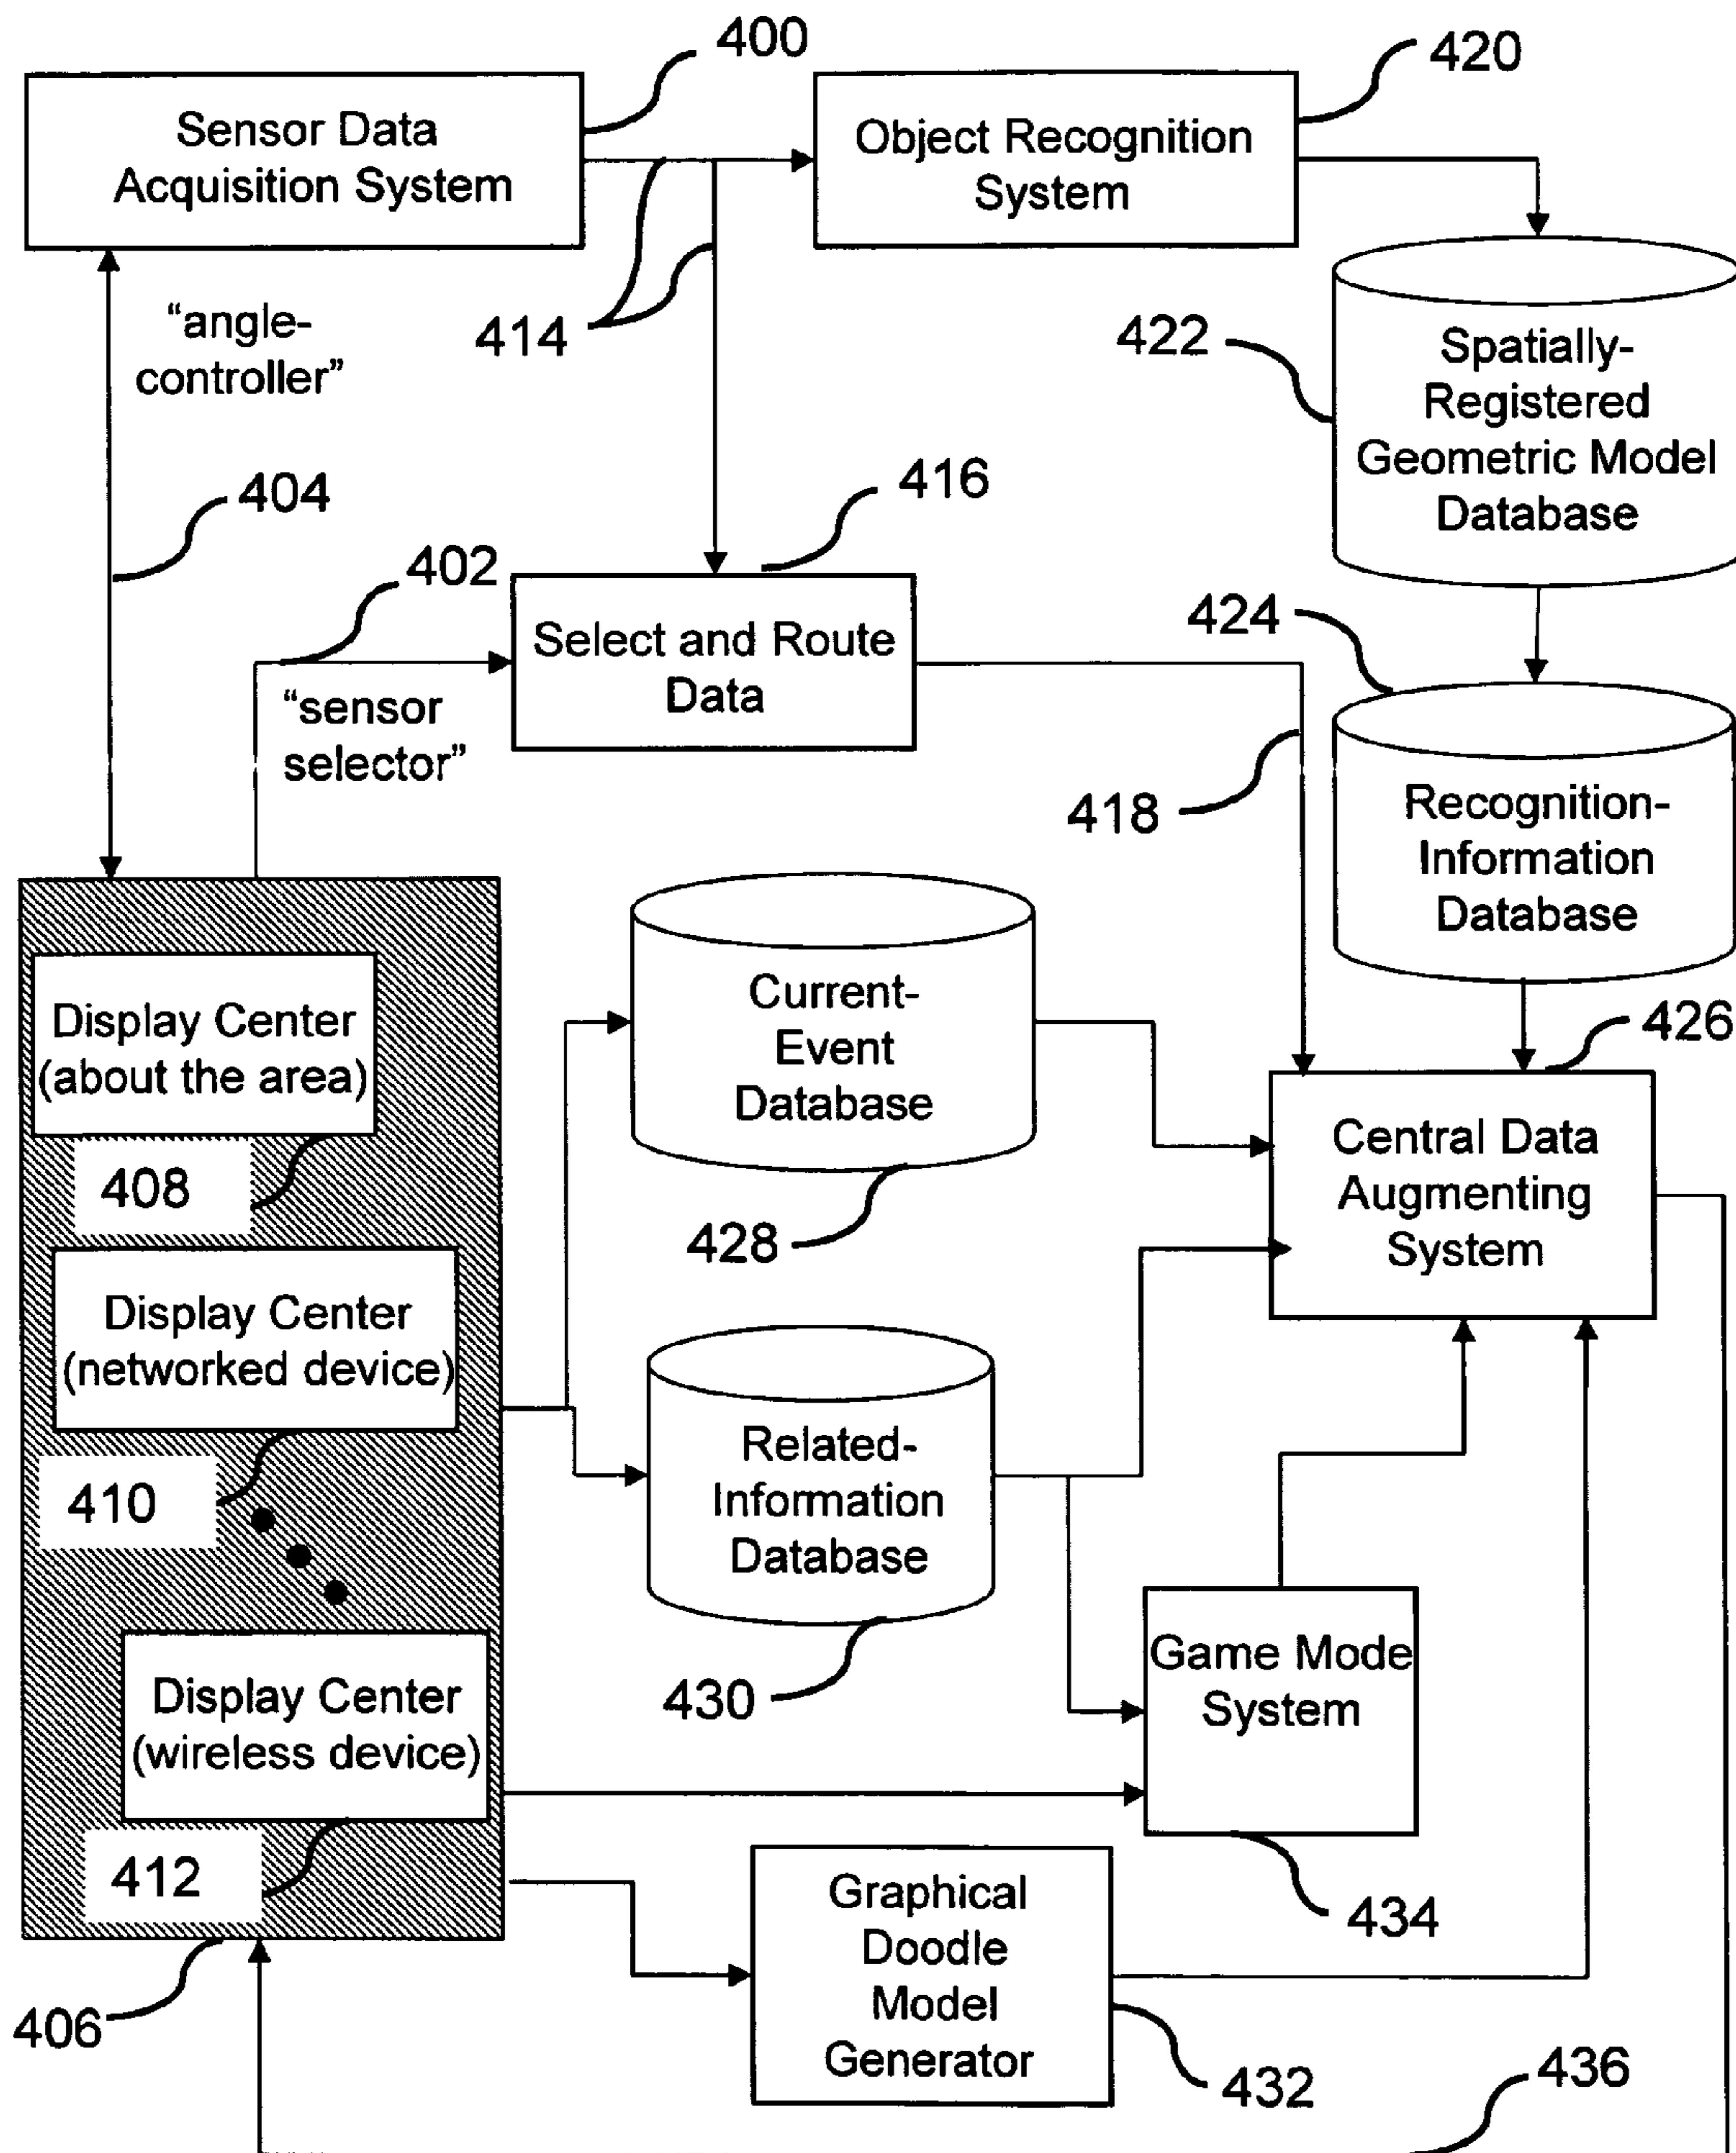 400
420
Sensor Data
Acquisition System
Object Recognition
System
“angle-
controller”
414
422
Spatially-
Registered
Geometric Model
Database
404
416
402
424
Select and Route
Data
“sensor
selector”
418
Recognition-
Information
Database
Display Center
(about the area)
408
Current-
Event
Database
428
426
Central Data
Augmenting
System
Display Center
(networked device)
410
Related-
Information
Database
430
Game Mode
System
434
Display Center
(wireless device)
412
406
Graphical
Doodle
Model
Generator
432
436